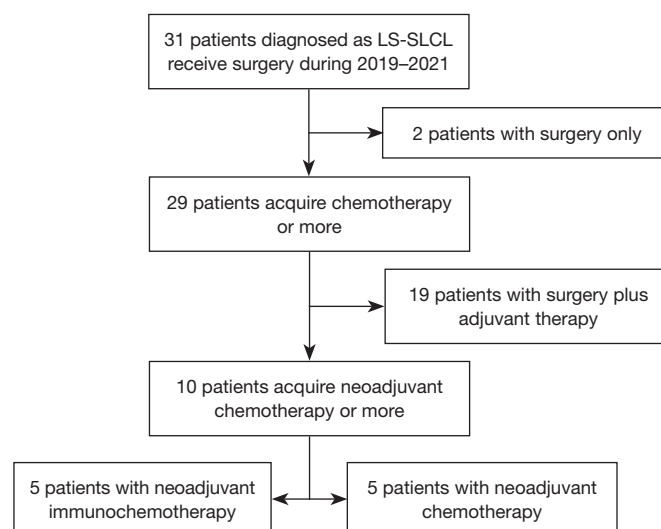 31 patients diagnosed as LS-SLCL
receive surgery during 2019–2021
2 patients with surgery only
29 patients acquire chemotherapy
or more
19 patients with surgery plus
adjuvant therapy
10 patients acquire neoadjuvant
chemotherapy or more
5 patients with neoadjuvant
immunochemotherapy
5 patients with neoadjuvant
chemotherapy